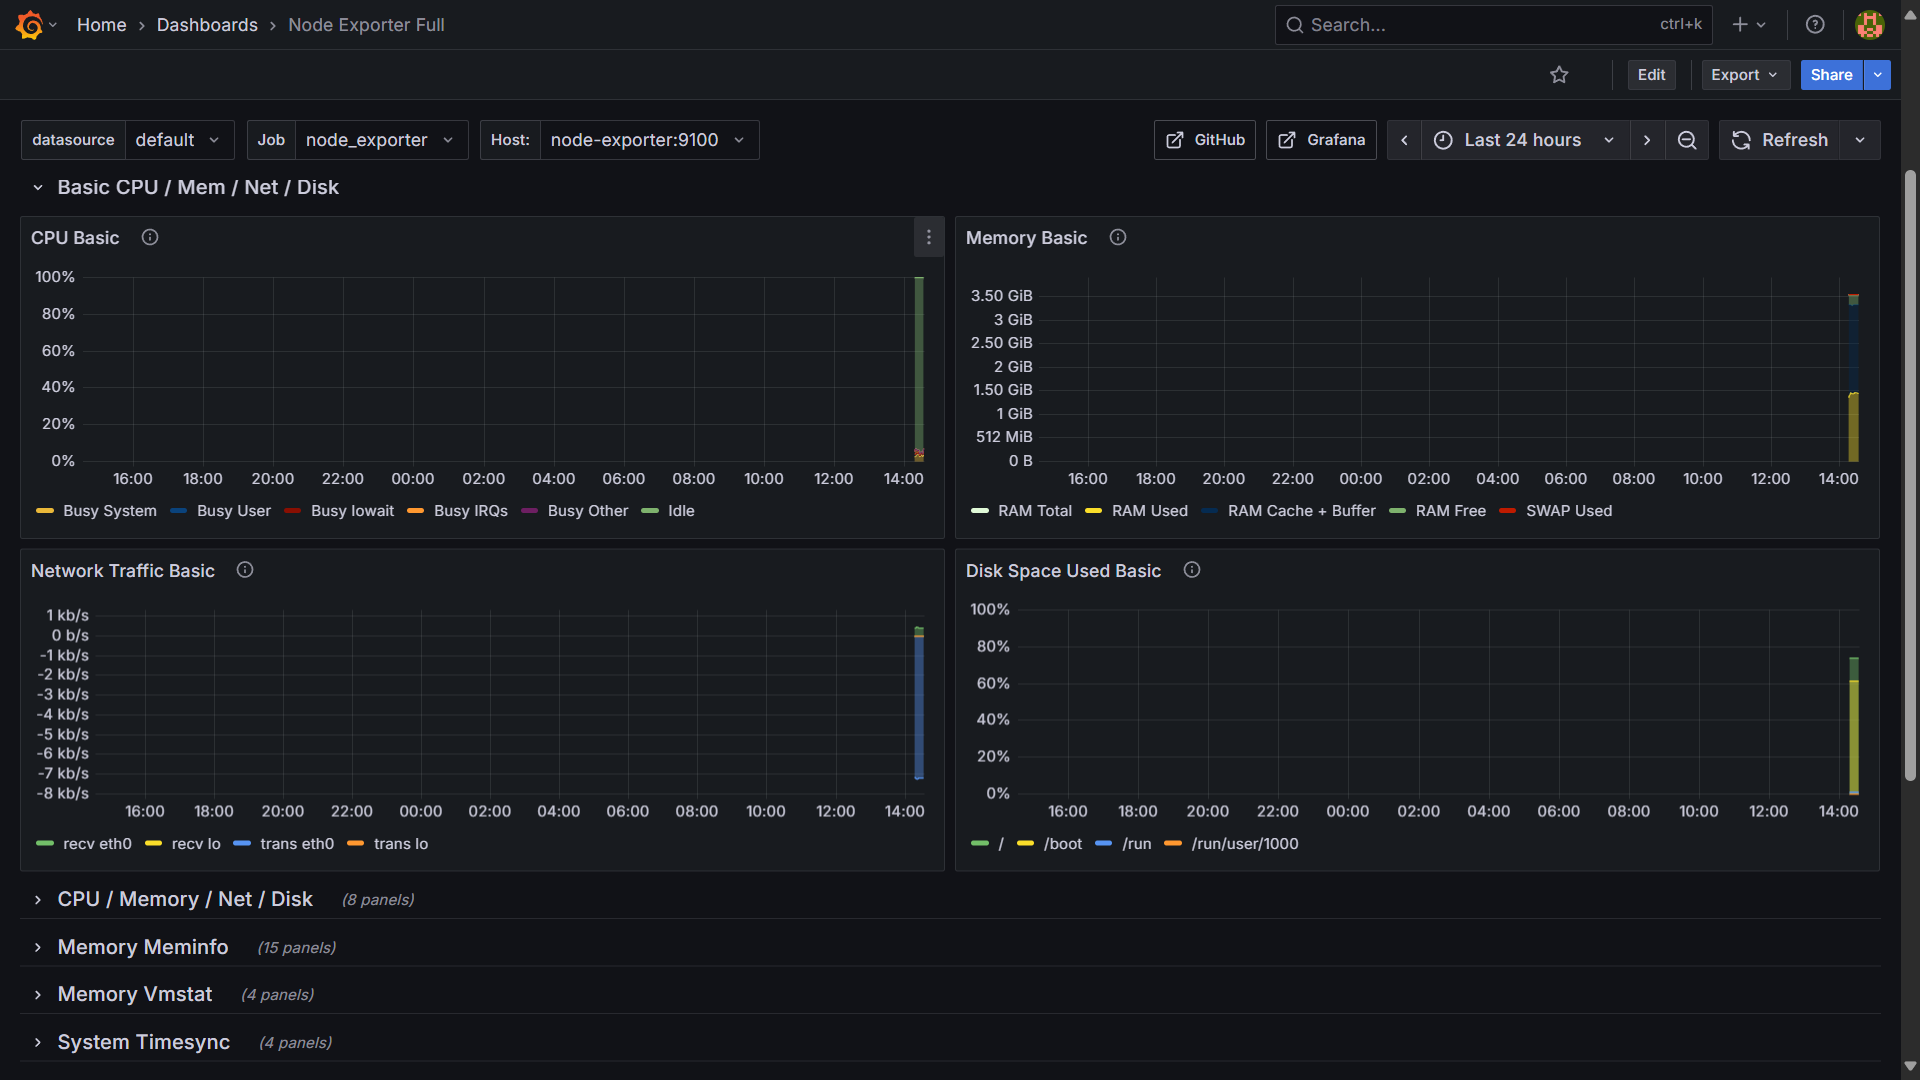 Home › Dashboards › Node Exporter Full
Search... ctrl+k
Edit Export Share
datasource default Job node_exporter Host: node-exporter:9100 GitHub Grafana Last 24 hours Refresh
Basic CPU / Mem / Net / Disk
CPU Basic
100%
80%
60%
40%
20%
0%
16:00 18:00 20:00 22:00 00:00 02:00 04:00 06:00 08:00 10:00 12:00 14:00
Busy System Busy User Busy Iowait Busy IRQs Busy Other Idle
Memory Basic
3.50 GiB
3 GiB
2.50 GiB
2 GiB
1.50 GiB
1 GiB
512 MiB
0 B
16:00 18:00 20:00 22:00 00:00 02:00 04:00 06:00 08:00 10:00 12:00 14:00
RAM Total RAM Used RAM Cache + Buffer RAM Free SWAP Used
Network Traffic Basic
1 kb/s
0 b/s
-1 kb/s
-2 kb/s
-3 kb/s
-4 kb/s
-5 kb/s
-6 kb/s
-7 kb/s
-8 kb/s
16:00 18:00 20:00 22:00 00:00 02:00 04:00 06:00 08:00 10:00 12:00 14:00
recv eth0 recv lo trans eth0 trans lo
Disk Space Used Basic
100%
80%
60%
40%
20%
0%
16:00 18:00 20:00 22:00 00:00 02:00 04:00 06:00 08:00 10:00 12:00 14:00
/ /boot /run /run/user/1000
CPU / Memory / Net / Disk (8 panels)
Memory Meminfo (15 panels)
Memory Vmstat (4 panels)
System Timesync (4 panels)